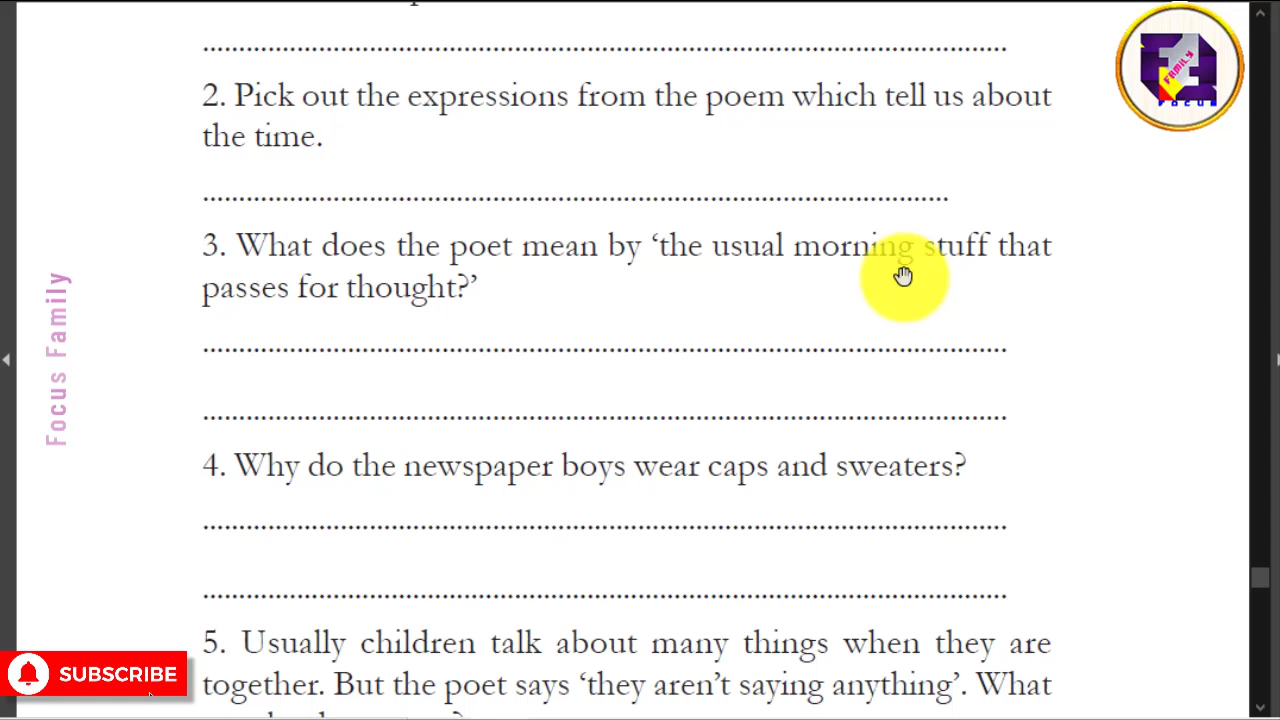 2. Pick out the expressions from the poem which tell us about
the time.
................................................................................................
3. What does the poet mean by ‘the usual morning stuff that
passes for thought?’
................................................................................................
................................................................................................
4. Why do the newspaper boys wear caps and sweaters?
................................................................................................
................................................................................................
5. Usually children talk about many things when they are
together. But the poet says ‘they aren’t saying anything’. What
Focus Family
SUBSCRIBE
FAMILY
FOCUS